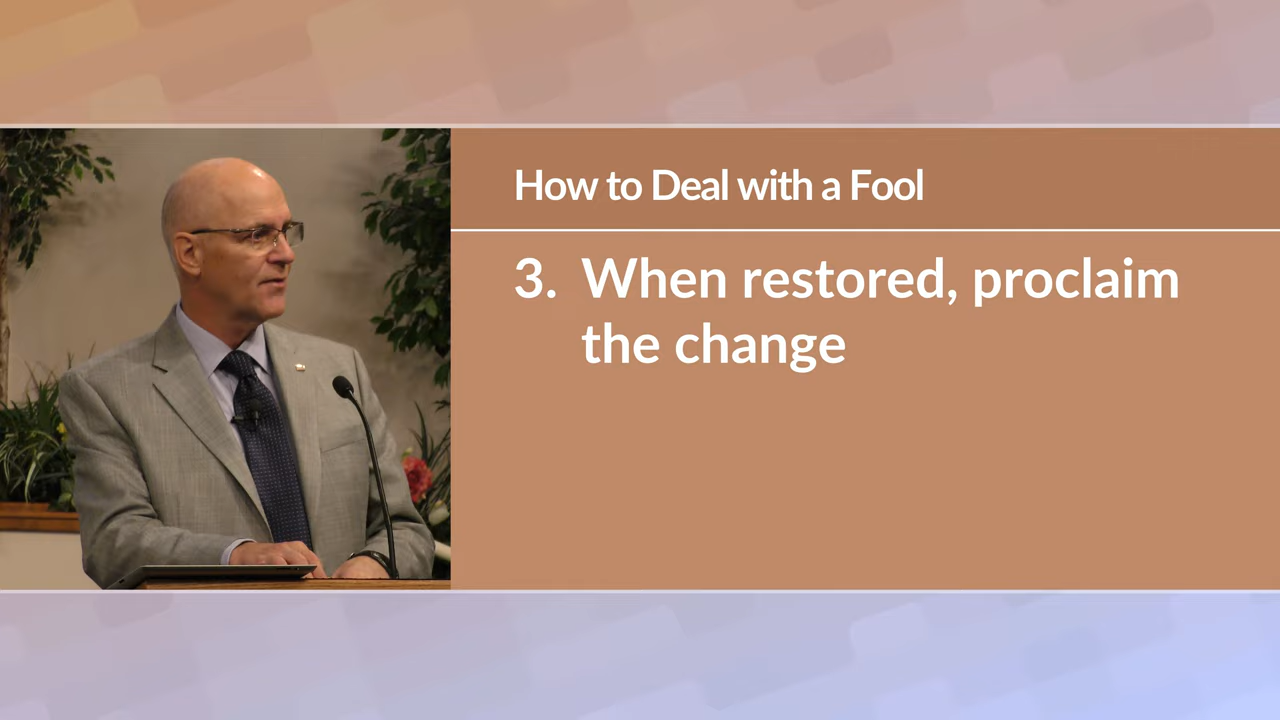 How to Deal with a Fool
3. When restored, proclaim
the change